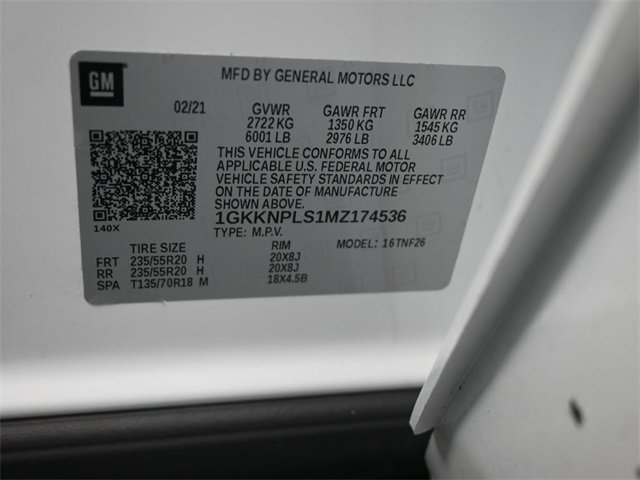 GM
MFD BY GENERAL MOTORS LLC
02/21 GVWR GAWR FRT GAWR RR
2722 KG 1350 KG 1545 KG
6001 LB 2976 LB 3406 LB
THIS VEHICLE CONFORMS TO ALL
APPLICABLE U.S. FEDERAL MOTOR
VEHICLE SAFETY STANDARDS IN EFFECT
ON THE DATE OF MANUFACTURE
SHOWN ABOVE.
140X
1GKKNPLS1MZ174536
TYPE: M.P.V. MODEL: 16TNF26
TIRE SIZE RIM
FRT 235/55R20 H 20X8J
RR 235/55R20 H 20X8J
SPA T135/70R18 M 18X4.5B